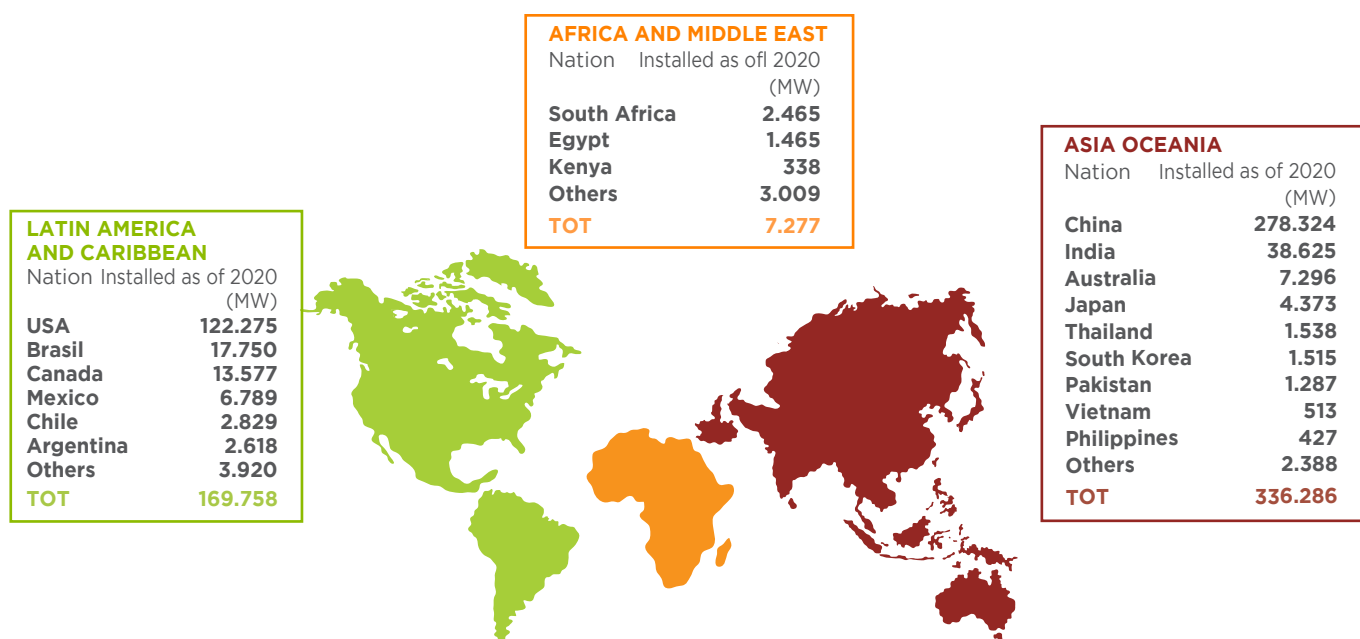 AFRICA AND MIDDLE EAST
Nation Installed as ofl 2020
(MW)
South Africa 2.465
Egypt 1.465
Kenya 338
Others 3.009
TOT 7.277
LATIN AMERICA
AND CARIBBEAN
Nation Installed as of 2020
(MW)
USA 122.275
Brasil 17.750
Canada 13.577
Mexico 6.789
Chile 2.829
Argentina 2.618
Others 3.920
TOT 169.758
ASIA OCEANIA
Nation Installed as of 2020
(MW)
China 278.324
India 38.625
Australia 7.296
Japan 4.373
Thailand 1.538
South Korea 1.515
Pakistan 1.287
Vietnam 513
Philippines 427
Others 2.388
TOT 336.286